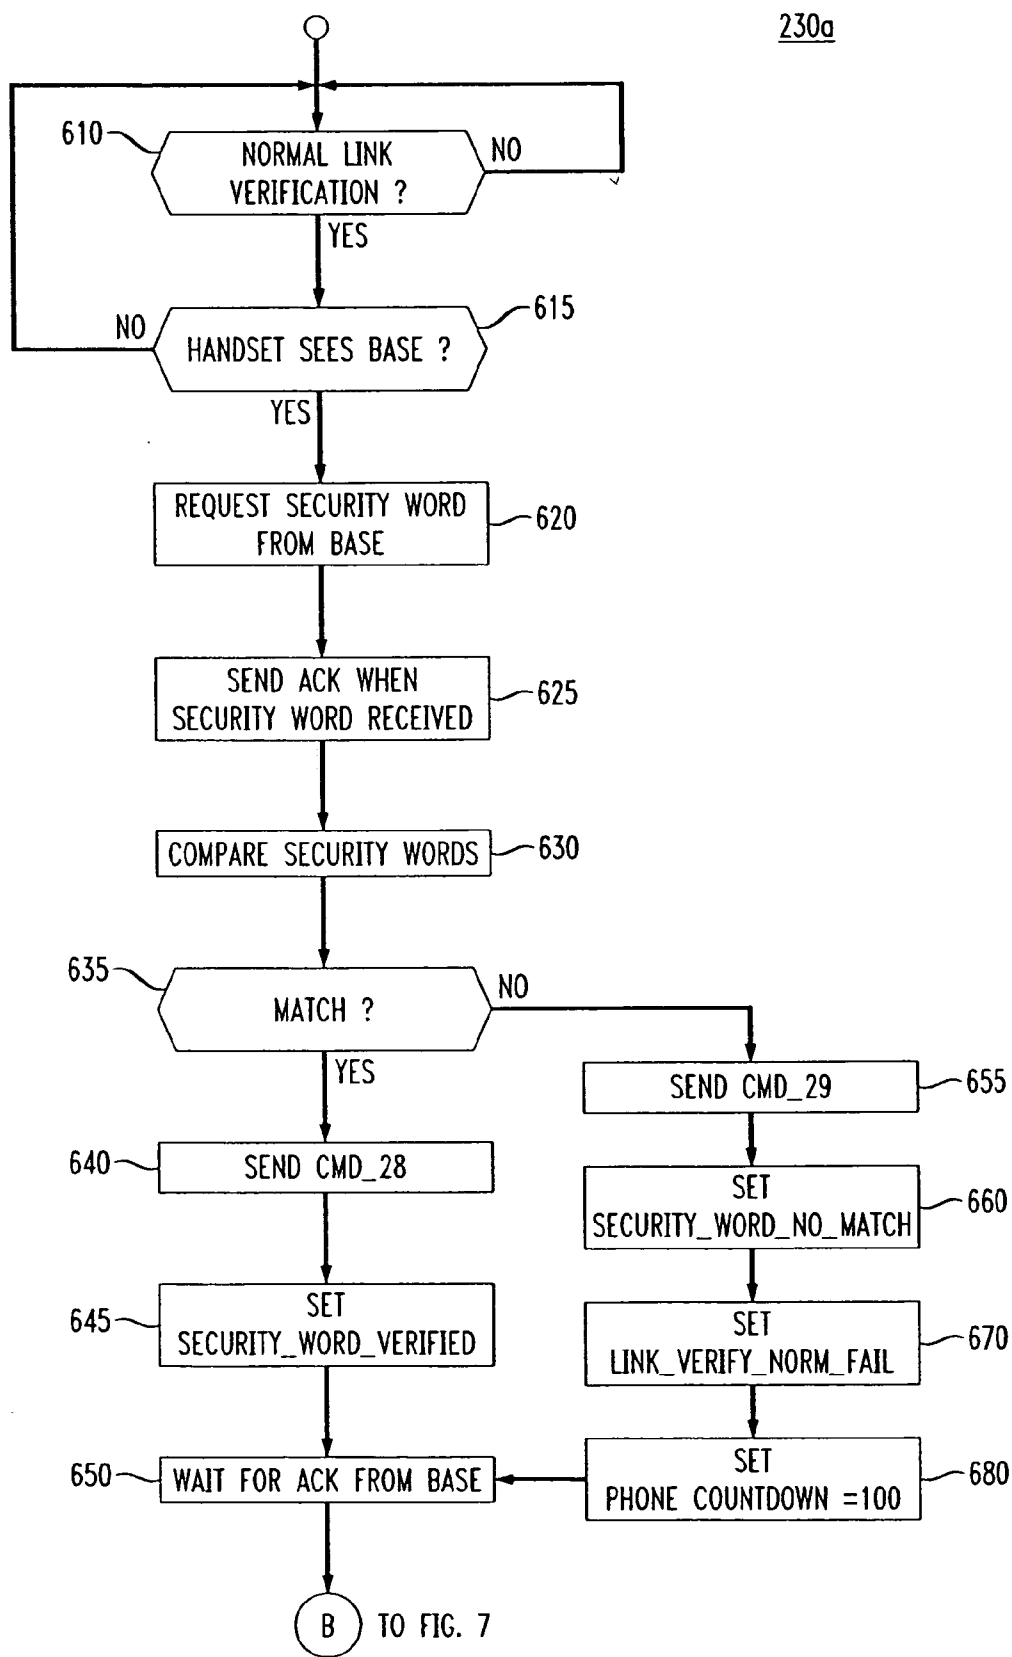 230a
610
NORMAL LINK
VERIFICATION ?
NO
YES
615
NO
HANDSET SEES BASE ?
YES
REQUEST SECURITY WORD
FROM BASE
620
SEND ACK WHEN
SECURITY WORD RECEIVED
625
COMPARE SECURITY WORDS
630
635
MATCH ?
NO
YES
SEND CMD_29
655
640
SEND CMD_28
SET
SECURITY_WORD_NO_MATCH
660
645
SET
SECURITY_WORD_VERIFIED
SET
LINK_VERIFY_NORM_FAIL
670
650
WAIT FOR ACK FROM BASE
SET
PHONE COUNTDOWN =100
680
B
TO FIG. 7